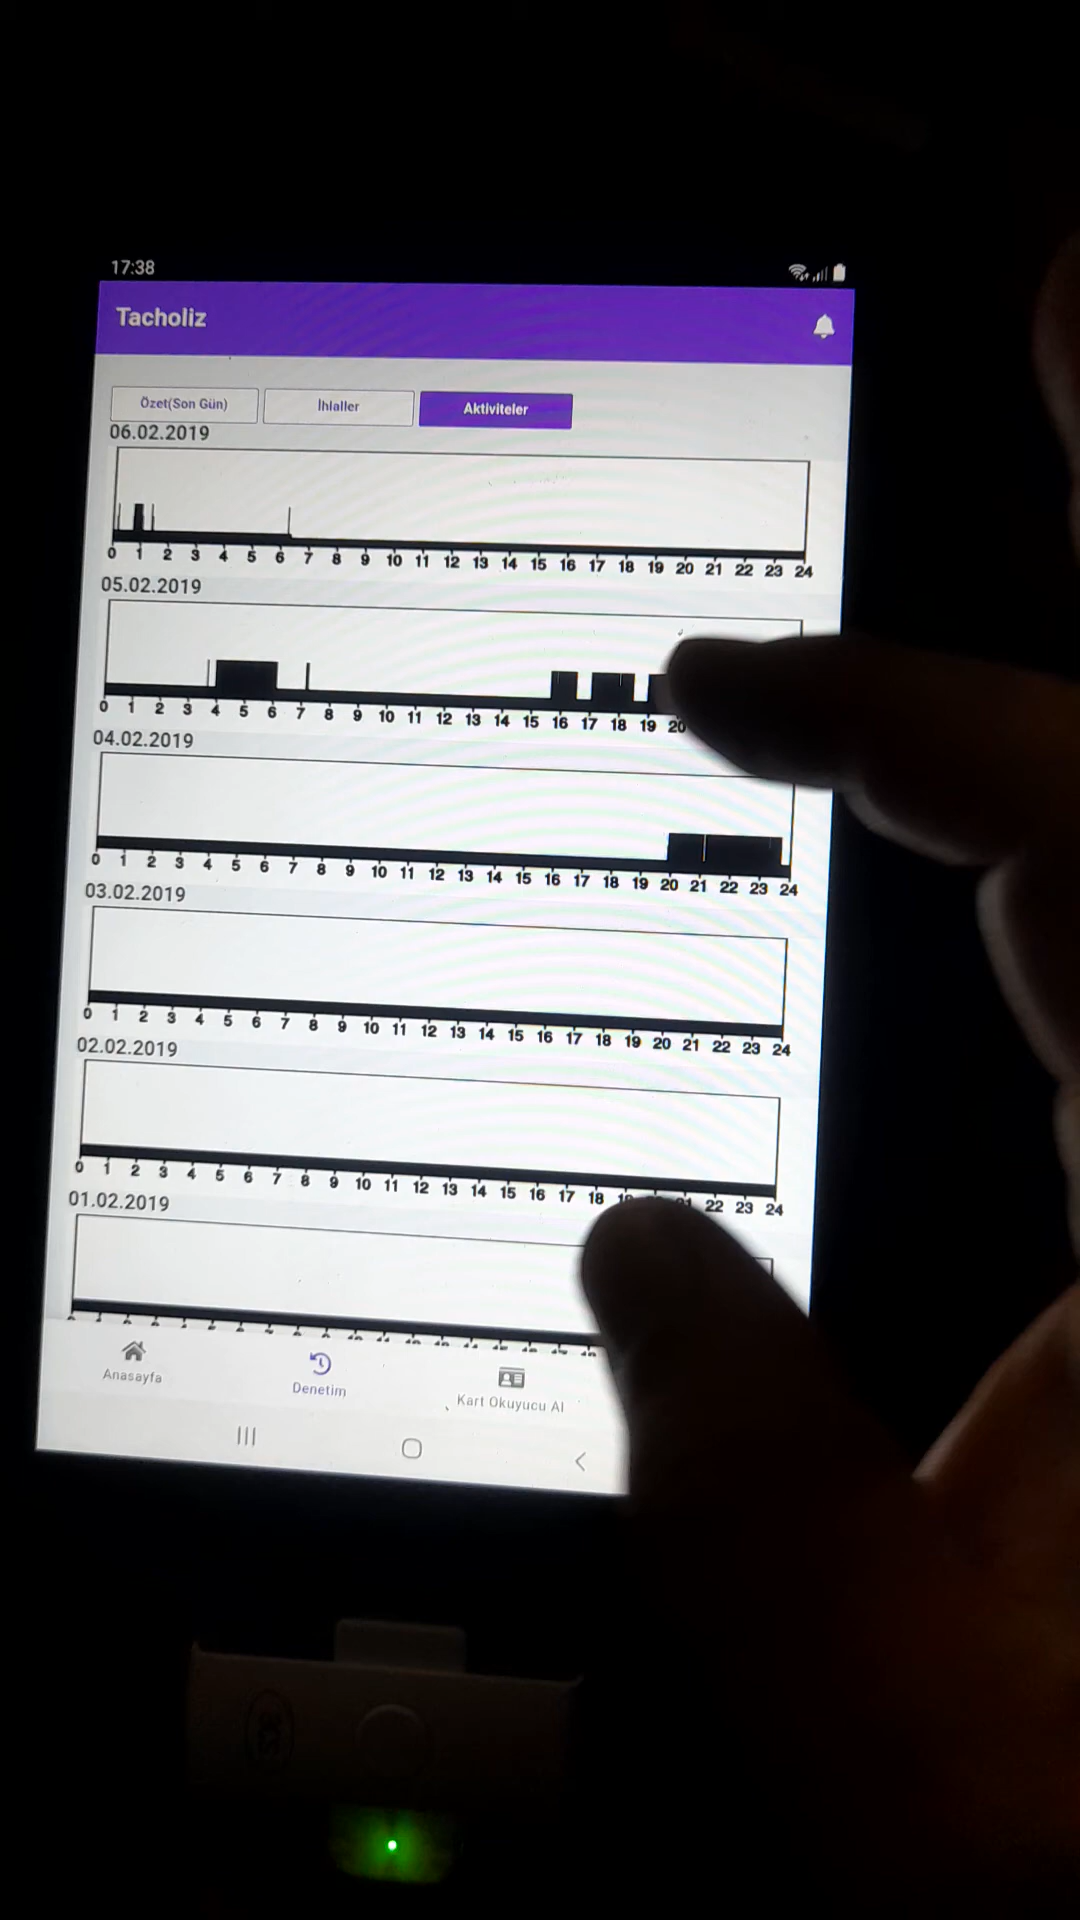 17:38
Tacholiz
Özet(Son Gün) İhlaller Aktiviteler
06.02.2019
0 1 2 3 4 5 6 7 8 9 10 11 12 13 14 15 16 17 18 19 20 21 22 23 24
05.02.2019
0 1 2 3 4 5 6 7 8 9 10 11 12 13 14 15 16 17 18 19 20
04.02.2019
0 1 2 3 4 5 6 7 8 9 10 11 12 13 14 15 16 17 18 19 20 21 22 23 24
03.02.2019
0 1 2 3 4 5 6 7 8 9 10 11 12 13 14 15 16 17 18 19 20 21 22 23 24
02.02.2019
0 1 2 3 4 5 6 7 8 9 10 11 12 13 14 15 16 17 18 22 23 24
01.02.2019
Anasayfa Denetim Kart Okuyucu Al